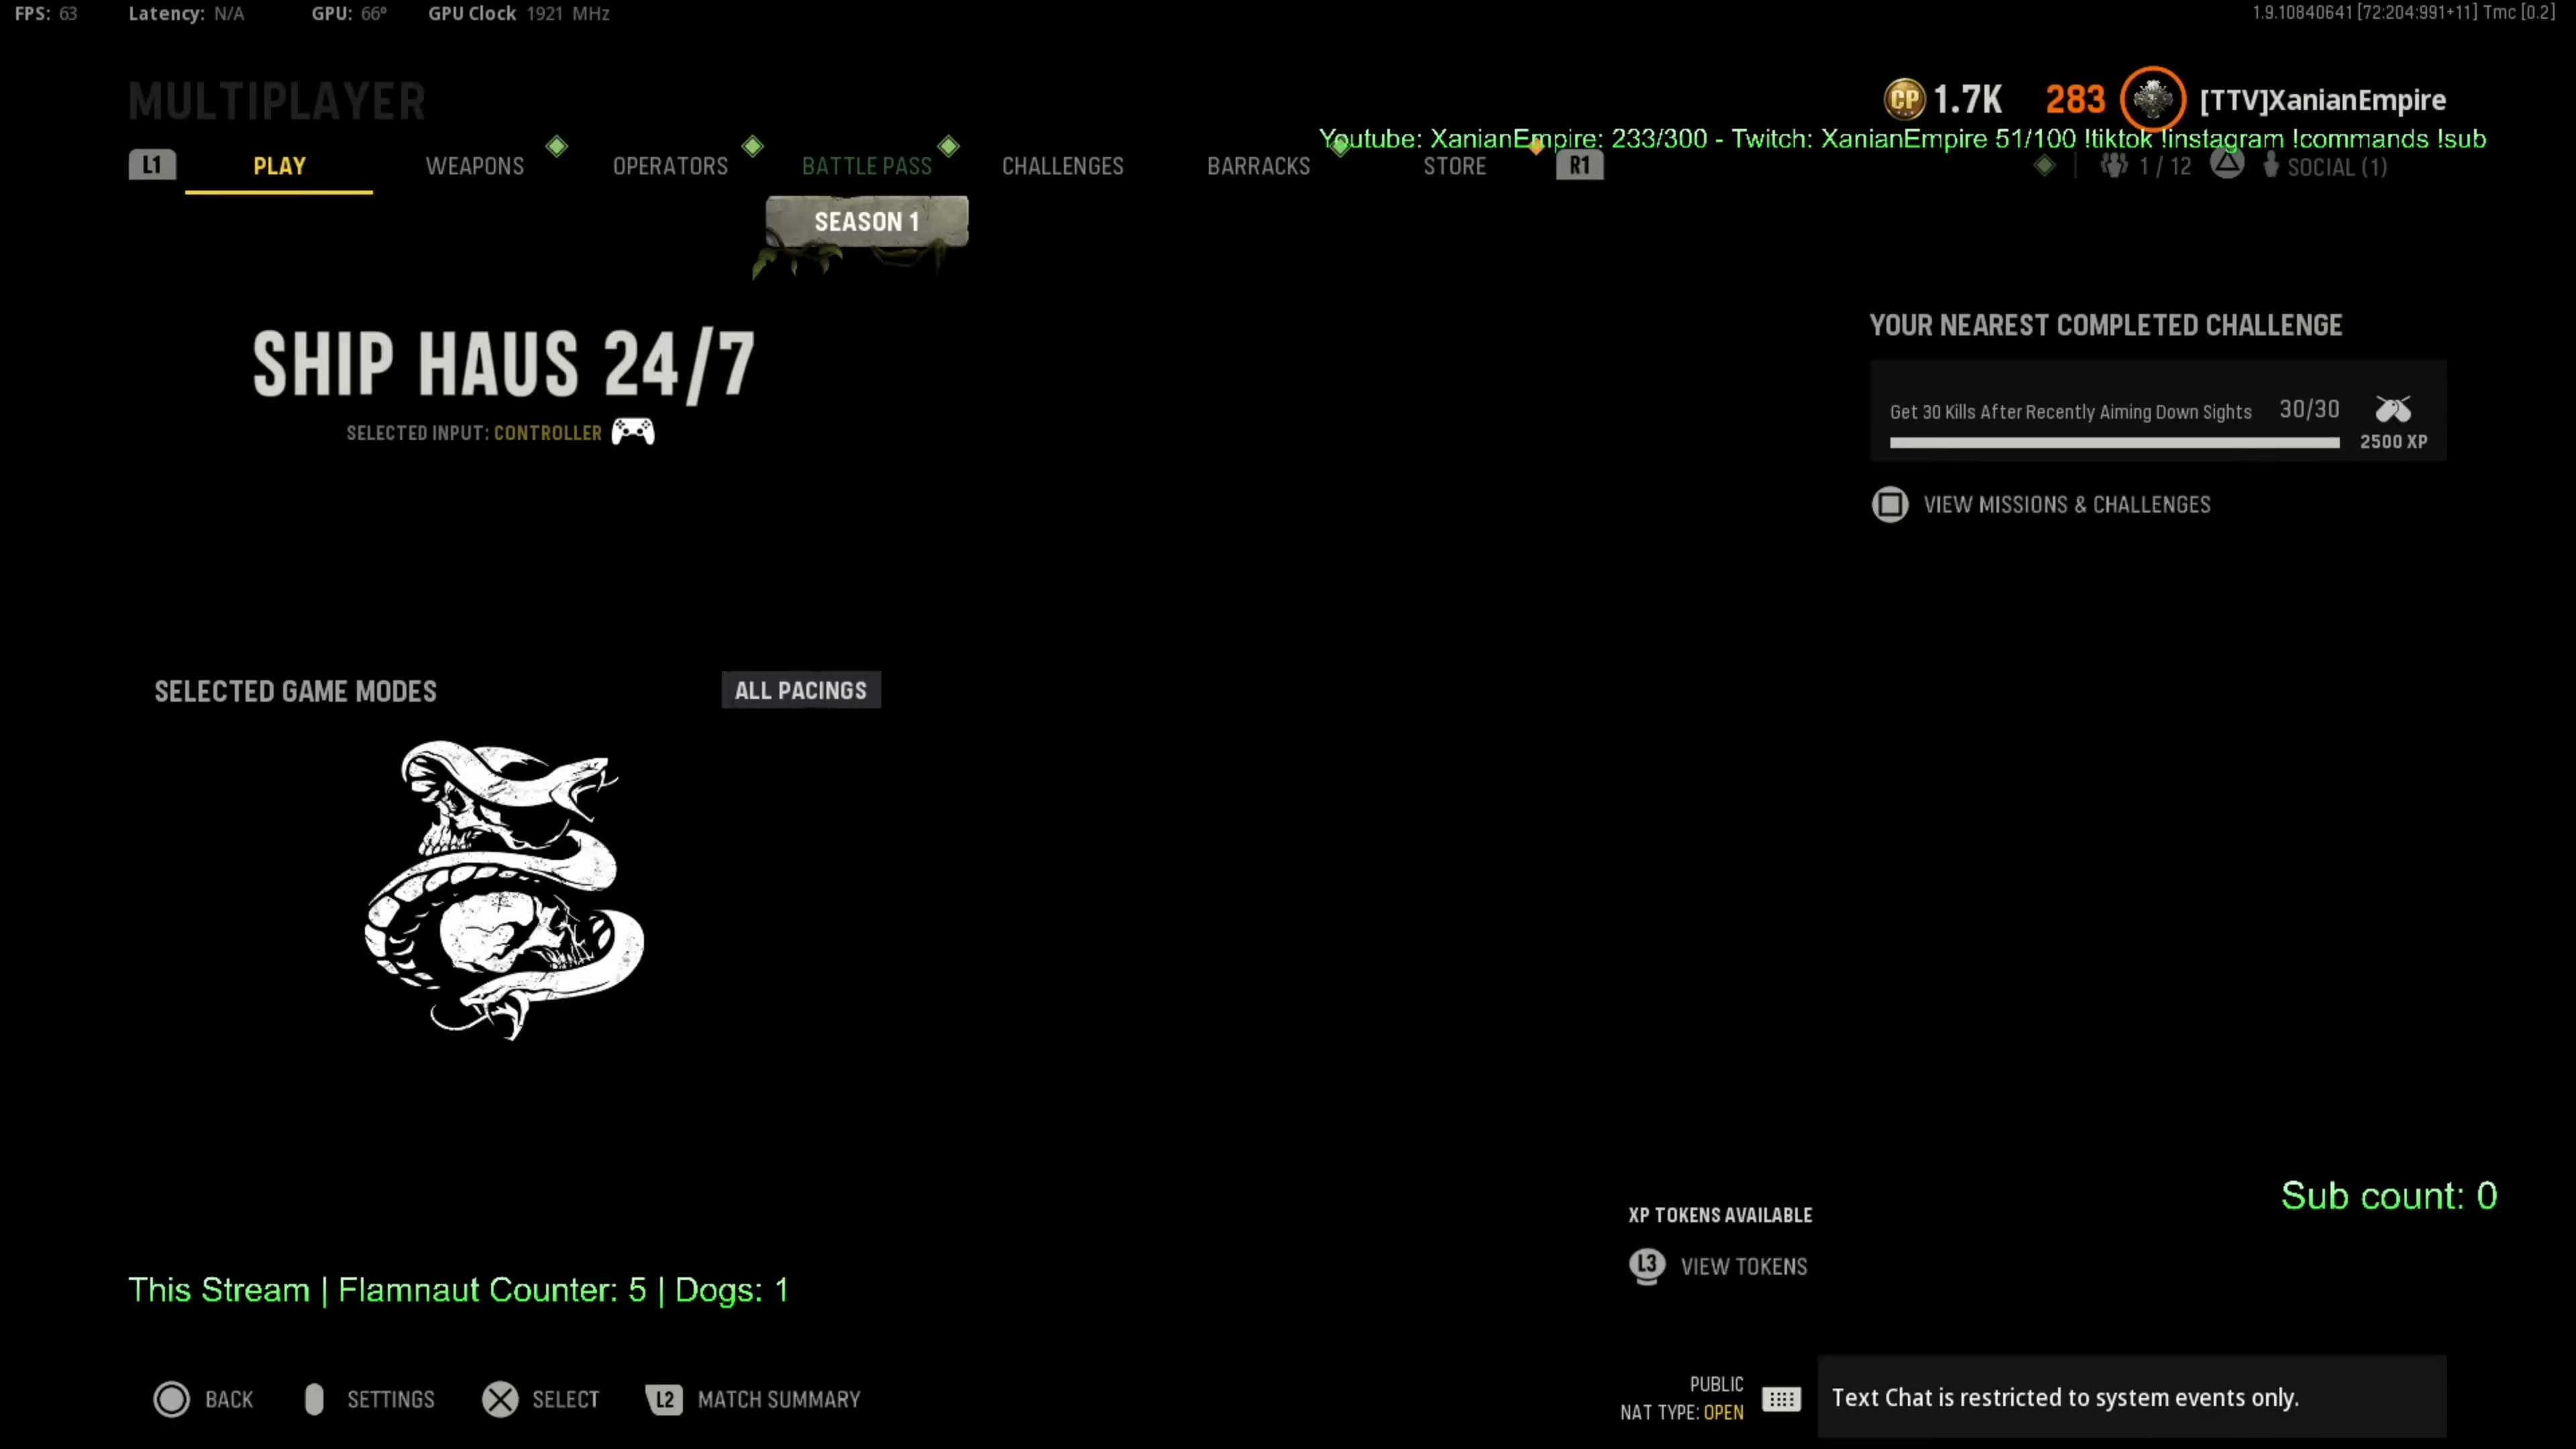 FPS: 63 Latency: N/A GPU: 66° GPU Clock 1921 MHz
1.9.10840641 [72:204:991+11] Tmc [0.2]
MULTIPLAYER
CP 1.7K 283 [TTV]XanianEmpire
Youtube: XanianEmpire: 233/300 - Twitch: XanianEmpire 51/100 !tiktok !instagram !commands !sub
L1 PLAY WEAPONS OPERATORS BATTLE PASS CHALLENGES BARRACKS STORE R1
1 / 12 SOCIAL (1)
SEASON 1
SHIP HAUS 24/7
SELECTED INPUT: CONTROLLER
YOUR NEAREST COMPLETED CHALLENGE
Get 30 Kills After Recently Aiming Down Sights 30/30
2500 XP
VIEW MISSIONS & CHALLENGES
SELECTED GAME MODES
ALL PACINGS
Sub count: 0
XP TOKENS AVAILABLE
L3 VIEW TOKENS
This Stream | Flamnaut Counter: 5 | Dogs: 1
BACK SETTINGS SELECT L2 MATCH SUMMARY
PUBLIC
NAT TYPE: OPEN
Text Chat is restricted to system events only.